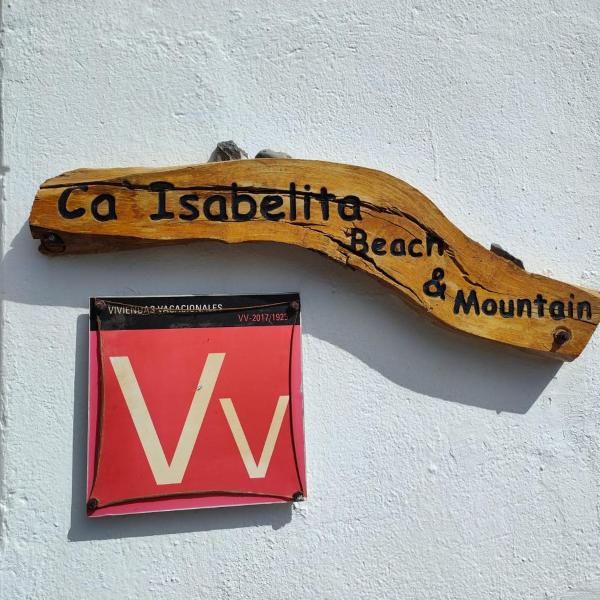 Ca Isabelita
Beach
&
Mountain
VIVIENDAS VACACIONALES
VV-2017/1925
Vv